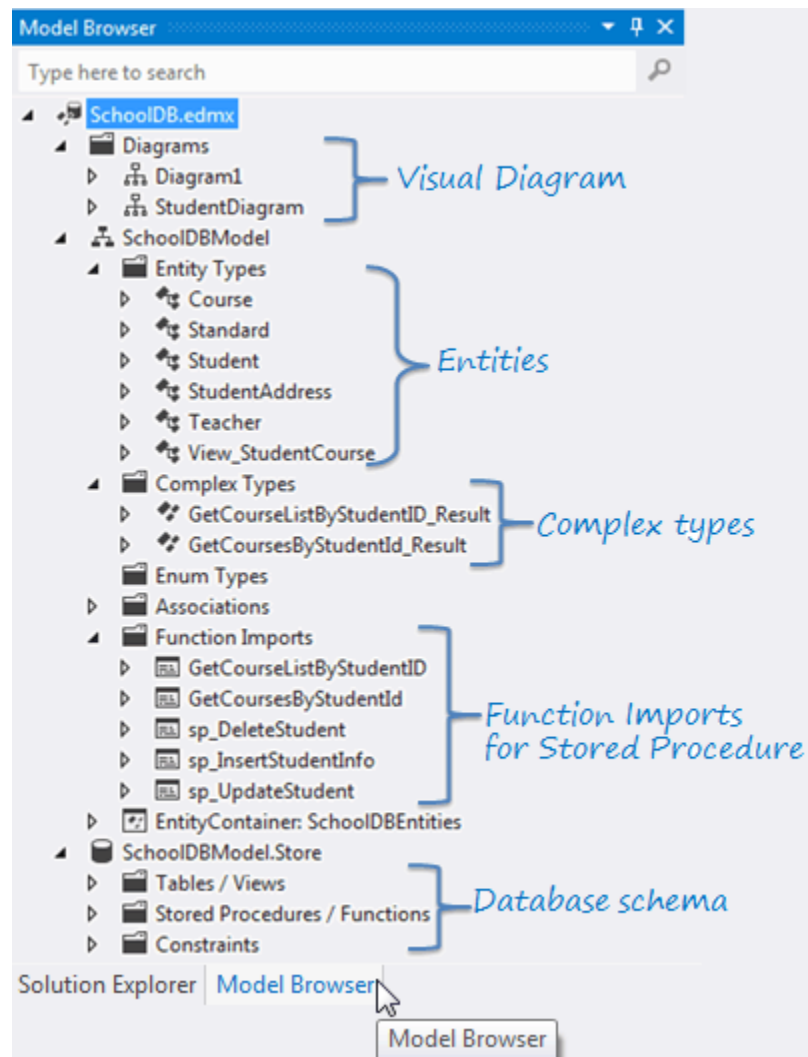 Model Browser
Type here to search
SchoolDB.edmx
Diagrams
Diagram1
StudentDiagram
Visual Diagram
SchoolDBModel
Entity Types
Course
Standard
Student
StudentAddress
Teacher
View_StudentCourse
Entities
Complex Types
GetCourseListByStudentID_Result
GetCoursesByStudentId_Result
Complex types
Enum Types
Associations
Function Imports
GetCourseListByStudentID
GetCoursesByStudentId
sp_DeleteStudent
sp_InsertStudentInfo
sp_UpdateStudent
Function Imports
for Stored Procedure
EntityContainer: SchoolDBEntities
SchoolDBModel.Store
Tables / Views
Stored Procedures / Functions
Constraints
Database schema
Solution Explorer Model Browser
Model Browser